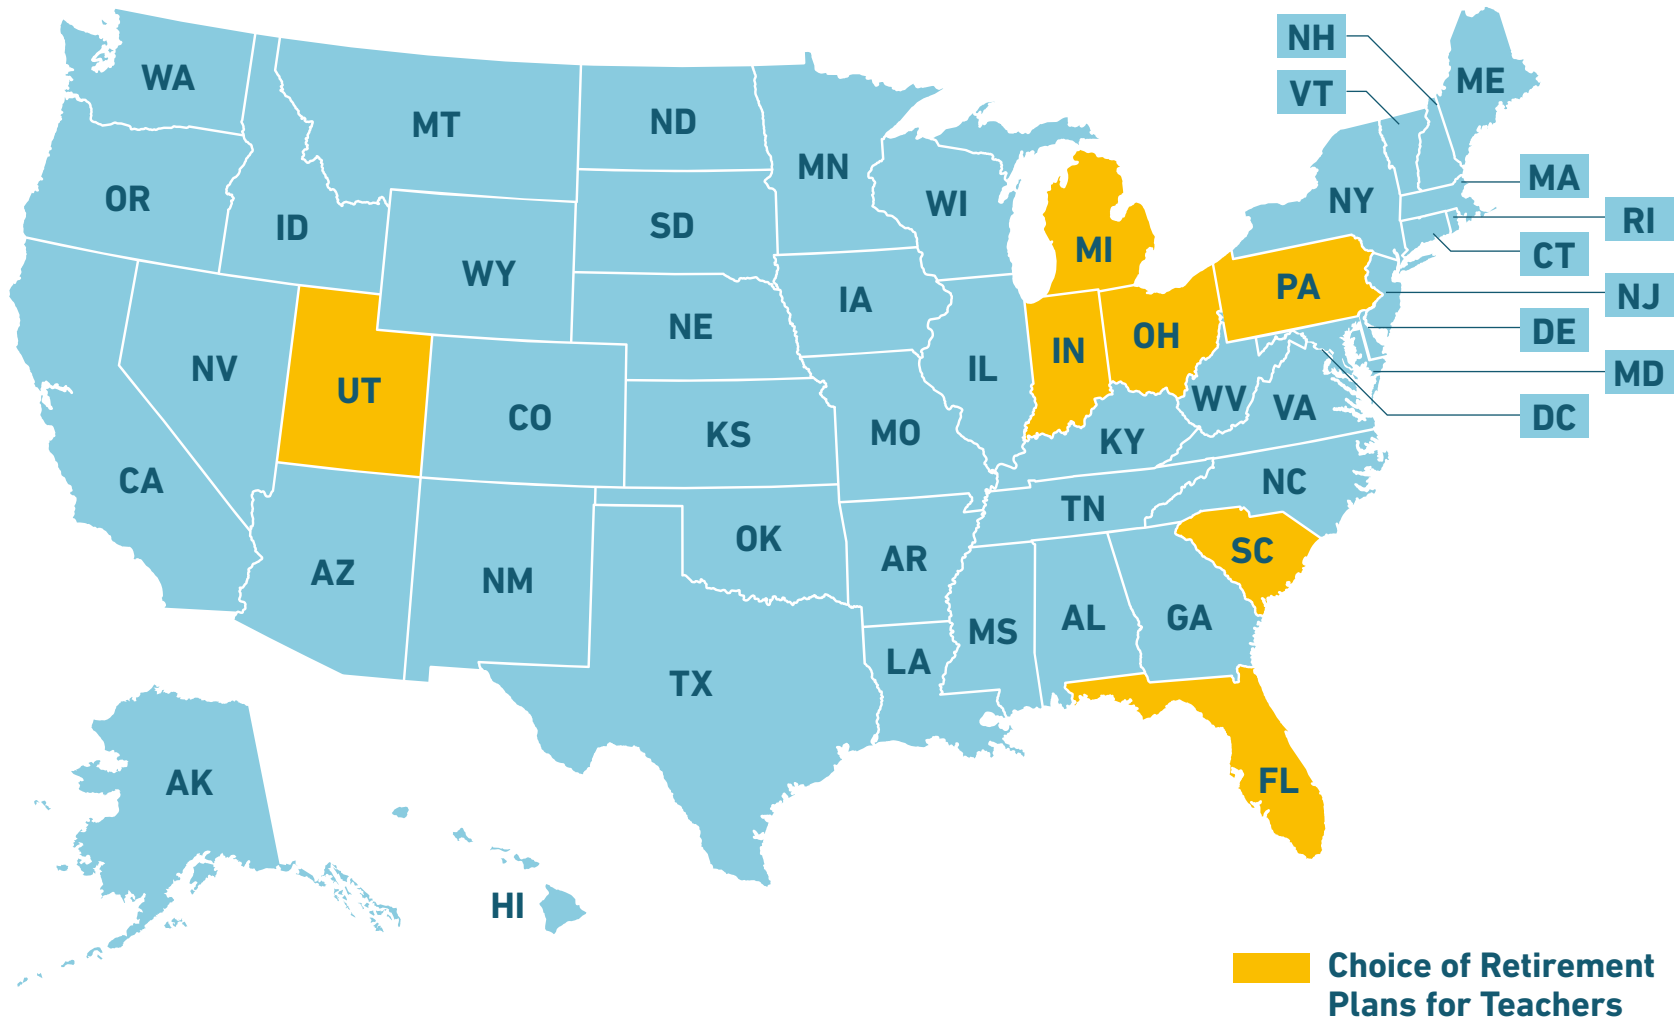 WA
MT
ND
MN
OR
ID
SD
WI
WY
MI
IA
NE
NV
UT
CO
IL
IN
OH
PA
NY
ME
NH
VT
MA
RI
CT
NJ
DE
MD
DC
WV
VA
CA
KS
MO
KY
NC
TN
AZ
NM
OK
AR
SC
MS
AL
GA
LA
TX
FL
AK
HI
Choice of Retirement
Plans for Teachers